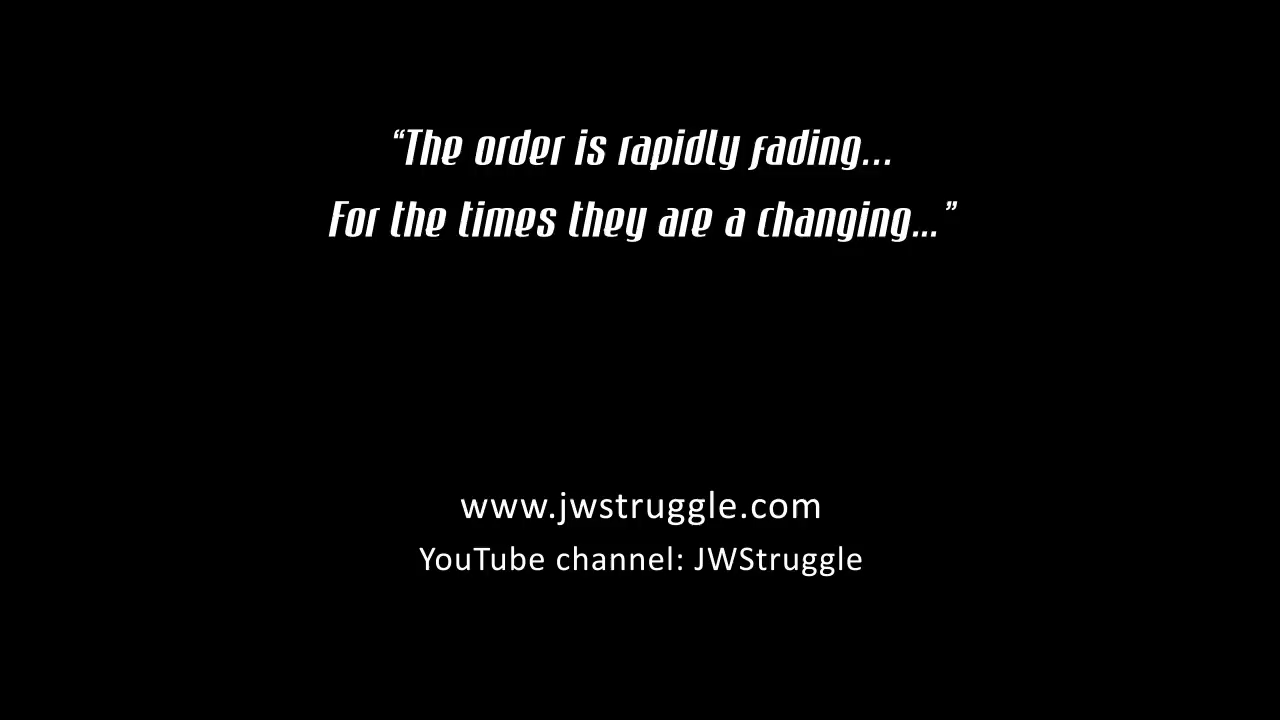 “The order is rapidly fading...
For the times they are a changing...”
www.jwstruggle.com
YouTube channel: JWStruggle